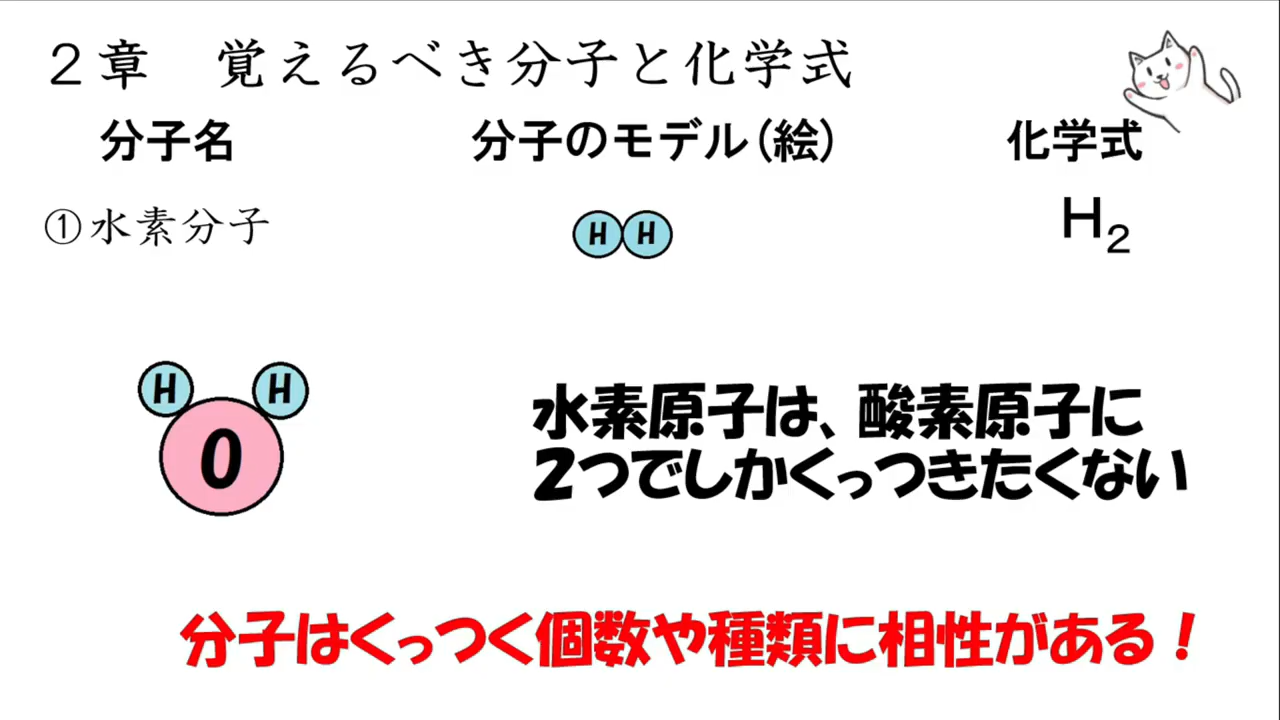 ２章　覚えるべき分子と化学式
分子名　分子のモデル(絵)　化学式
①水素分子　H H　H₂
H H
O
水素原子は、酸素原子に
2つでしかくっつきたくない
分子はくっつく個数や種類に相性がある！